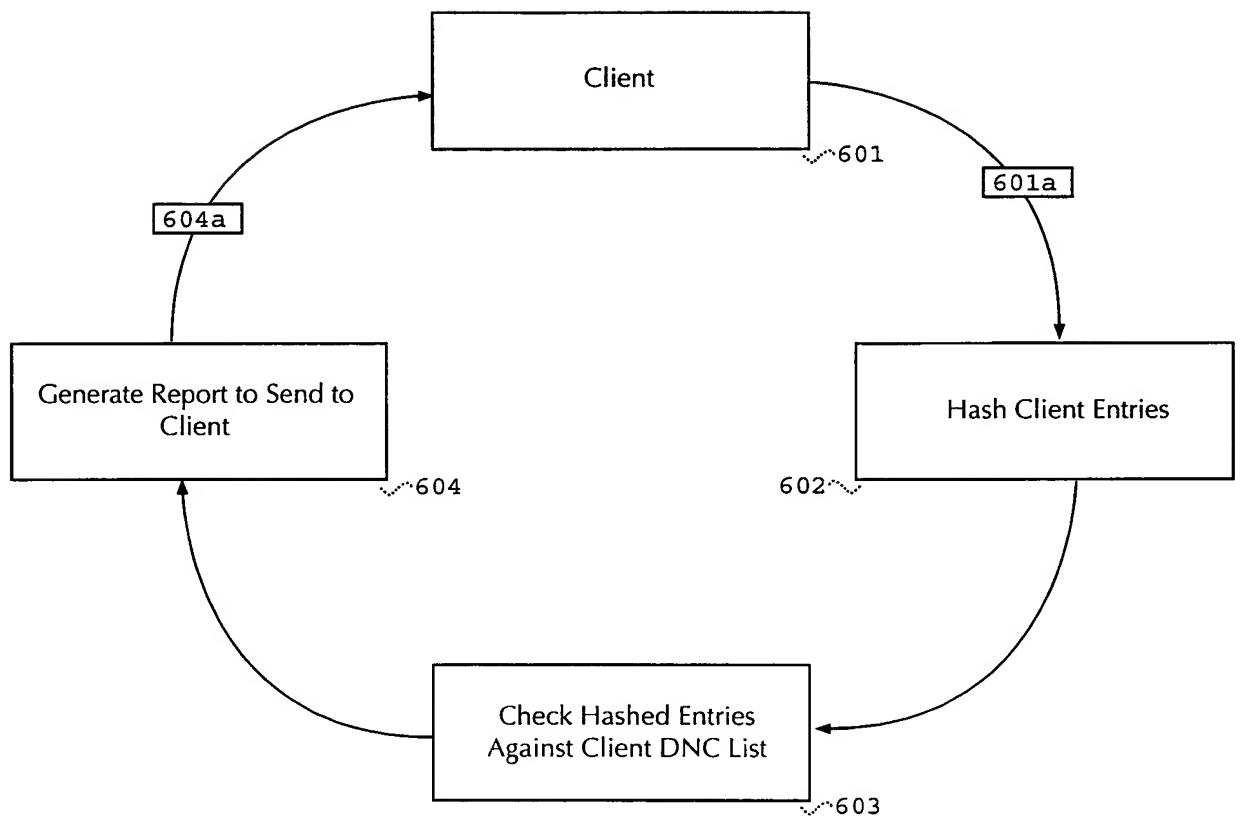 Client
601
601a
604a
Generate Report to Send to
Client
604
Hash Client Entries
602
Check Hashed Entries
Against Client DNC List
603